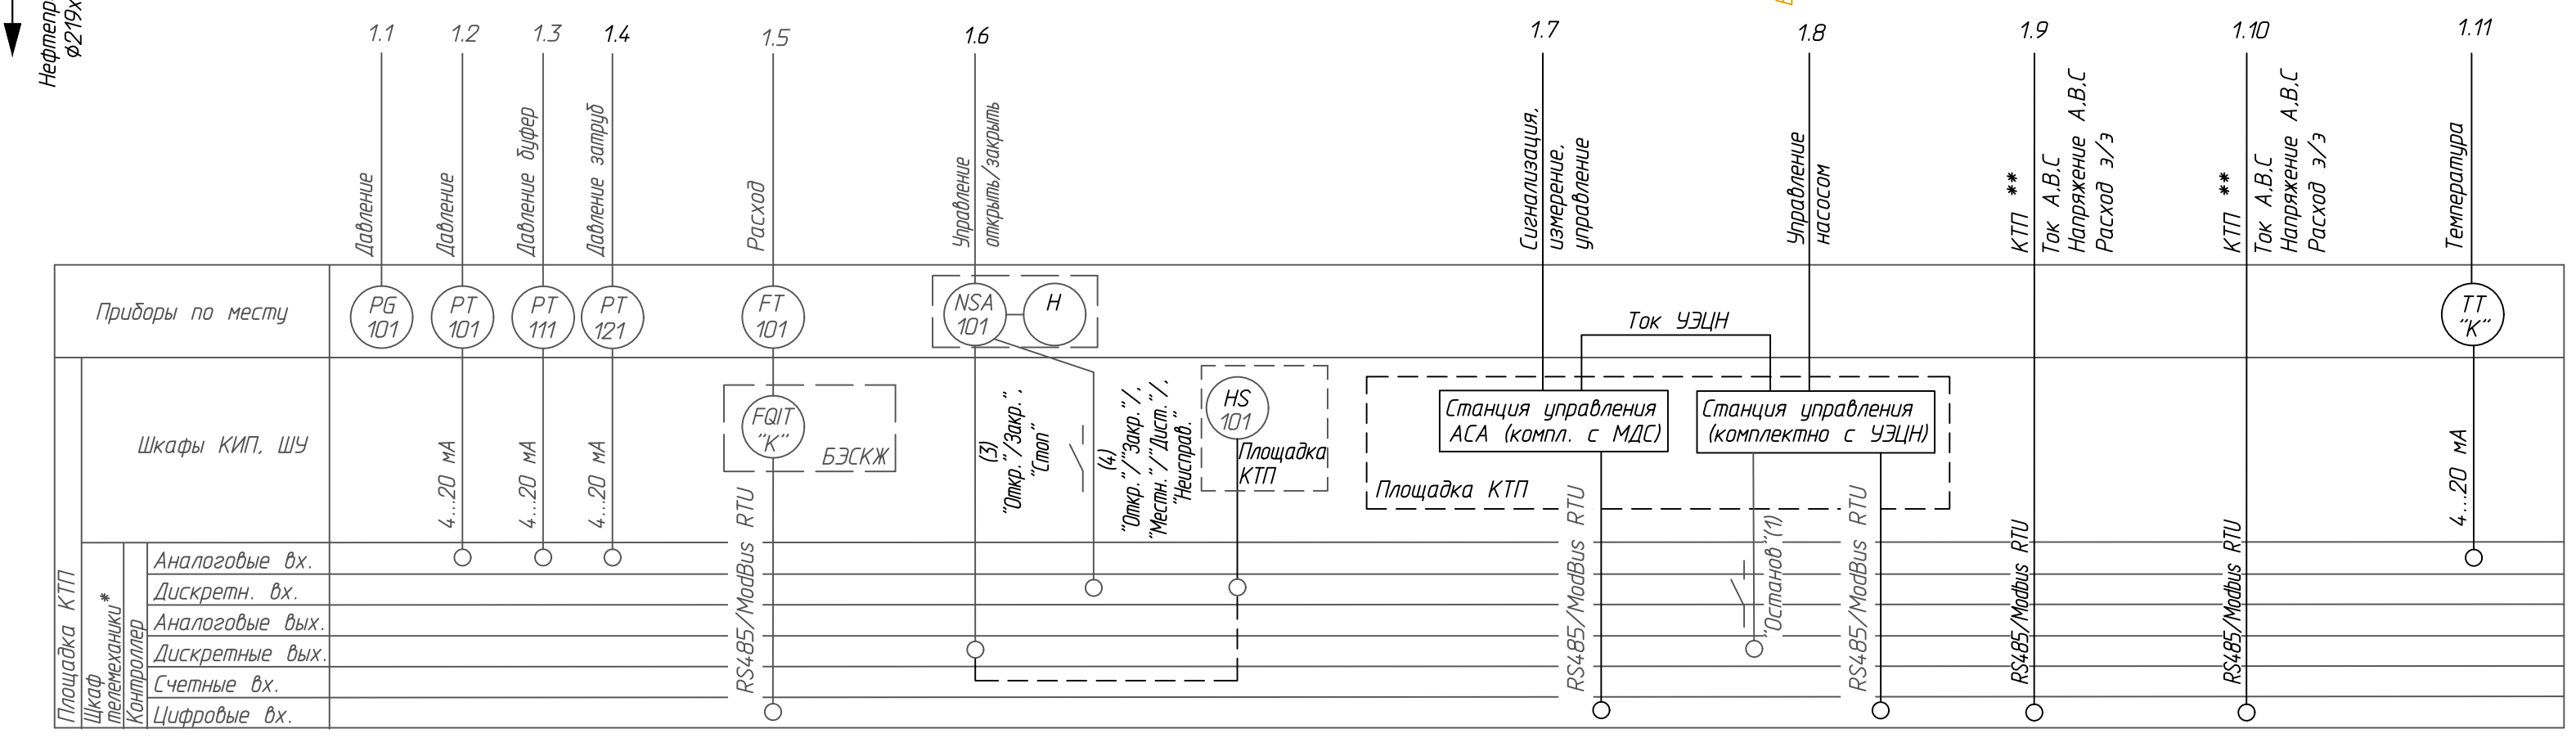 Нефтепр
ϕ219х
1.1
1.2
1.3
1.4
1.5
1.6
1.7
1.8
1.9
1.10
1.11
Давление
Давление
Давление буфер
Давление затруб
Расход
Управление
открыть/закрыть
Сигнализация,
измерение,
управление
Управление
насосом
КТП **
Ток А,В,С
Напряжение А,В,С
Расход э/э
КТП **
Ток А,В,С
Напряжение А,В,С
Расход э/э
Температура
Приборы по месту
PG
101
PT
101
PT
111
PT
121
FT
101
NSA
101
H
Ток УЭЦН
TT
"К"
Шкафы КИП, ШУ
4...20 мА
4...20 мА
4...20 мА
FQIT
"К"
БЭСКЖ
RS485/ModBus RTU
(3)
"Откр."/Закр.",
"Стоп"
(4)
"Откр."/"Закр."/,
"Местн."/"Дист."/,
"Неисправ."
HS
101
Площадка
КТП
Станция управления
АСА (компл. с МДС)
Станция управления
(комплектно с УЭЦН)
Площадка КТП
RS485/ModBus RTU
"Останов"(1)
RS485/ModBus RTU
RS485/Modbus RTU
RS485/Modbus RTU
4...20 мА
Площадка КТП
Шкаф
телемеханики*
Контроллер
Аналоговые вх.
Дискретн. вх.
Аналоговые вых.
Дискретные вых.
Счетные вх.
Цифровые вх.